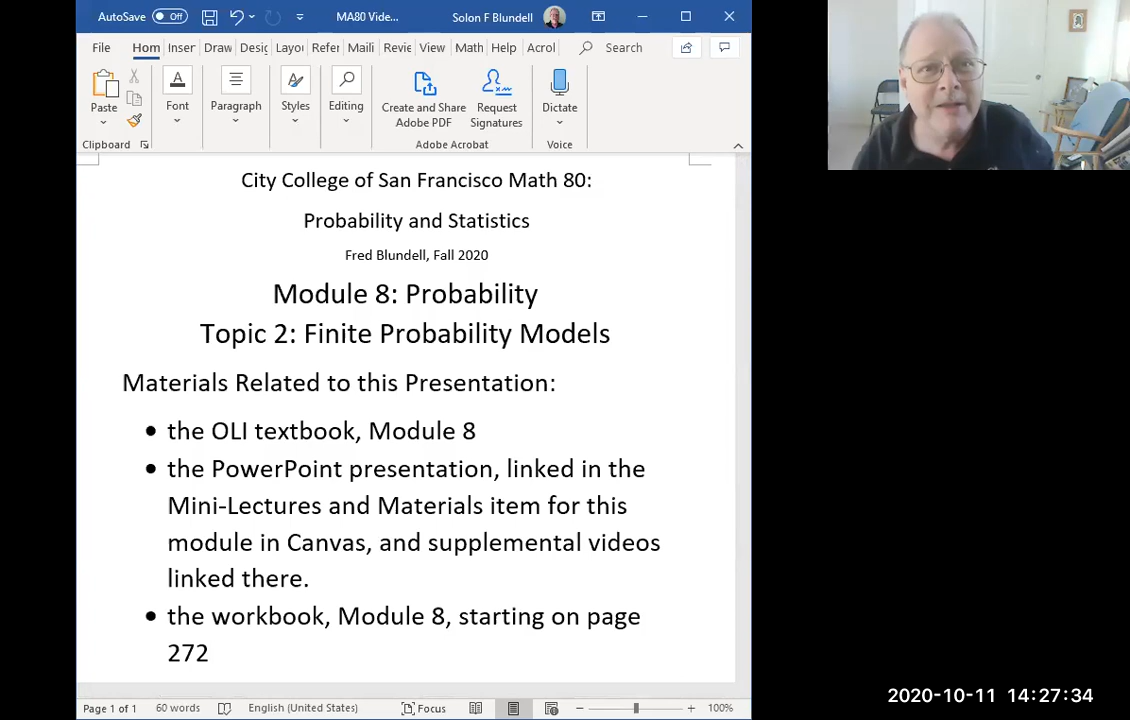 AutoSave Off MA80 Vide... Solon F Blundell
File Hom Inser Draw Desig Layou Refer Maili Revie View Math Help Acrol Search
Paste Font Paragraph Styles Editing Create and Share Adobe PDF Request Signatures Dictate
Clipboard Adobe Acrobat Voice
City College of San Francisco Math 80:
Probability and Statistics
Fred Blundell, Fall 2020
Module 8: Probability
Topic 2: Finite Probability Models
Materials Related to this Presentation:
• the OLI textbook, Module 8
• the PowerPoint presentation, linked in the
Mini-Lectures and Materials item for this
module in Canvas, and supplemental videos
linked there.
• the workbook, Module 8, starting on page
272
Page 1 of 1 60 words English (United States) Focus 100%
2020-10-11 14:27:34